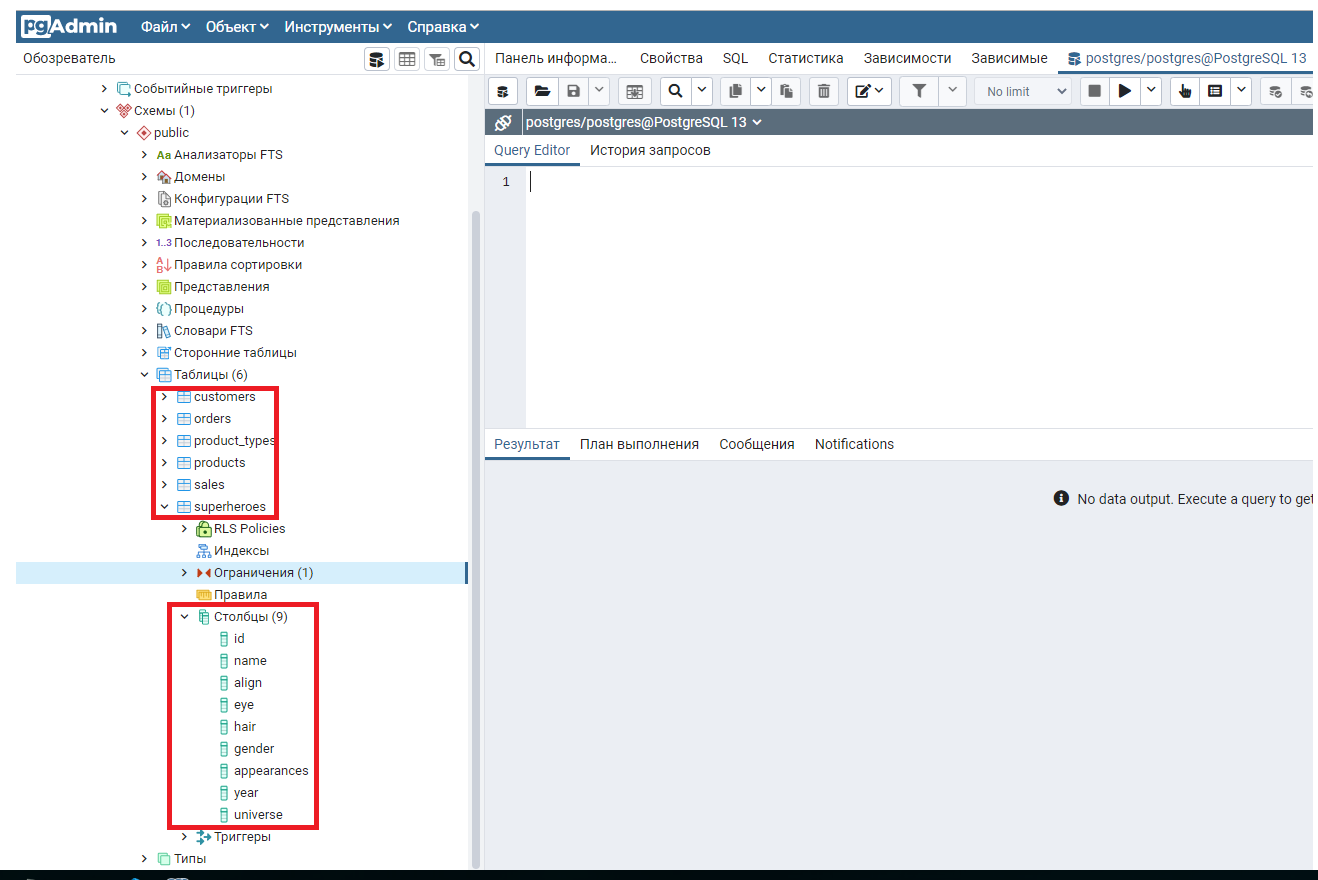 pgAdmin Файл Объект Инструменты Справка
Обозреватель
Панель информа... Свойства SQL Статистика Зависимости Зависимые postgres/postgres@PostgreSQL 13
No limit
postgres/postgres@PostgreSQL 13
Query Editor История запросов
1
Событийные триггеры
Схемы (1)
public
Aa Анализаторы FTS
Домены
Конфигурации FTS
Материализованные представления
1..3 Последовательности
Правила сортировки
Представления
Процедуры
Словари FTS
Сторонние таблицы
Таблицы (6)
customers
orders
product_types
products
sales
superheroes
RLS Policies
Индексы
Ограничения (1)
Правила
Столбцы (9)
id
name
align
eye
hair
gender
appearances
year
universe
Триггеры
Типы
Результат План выполнения Сообщения Notifications
No data output. Execute a query to get